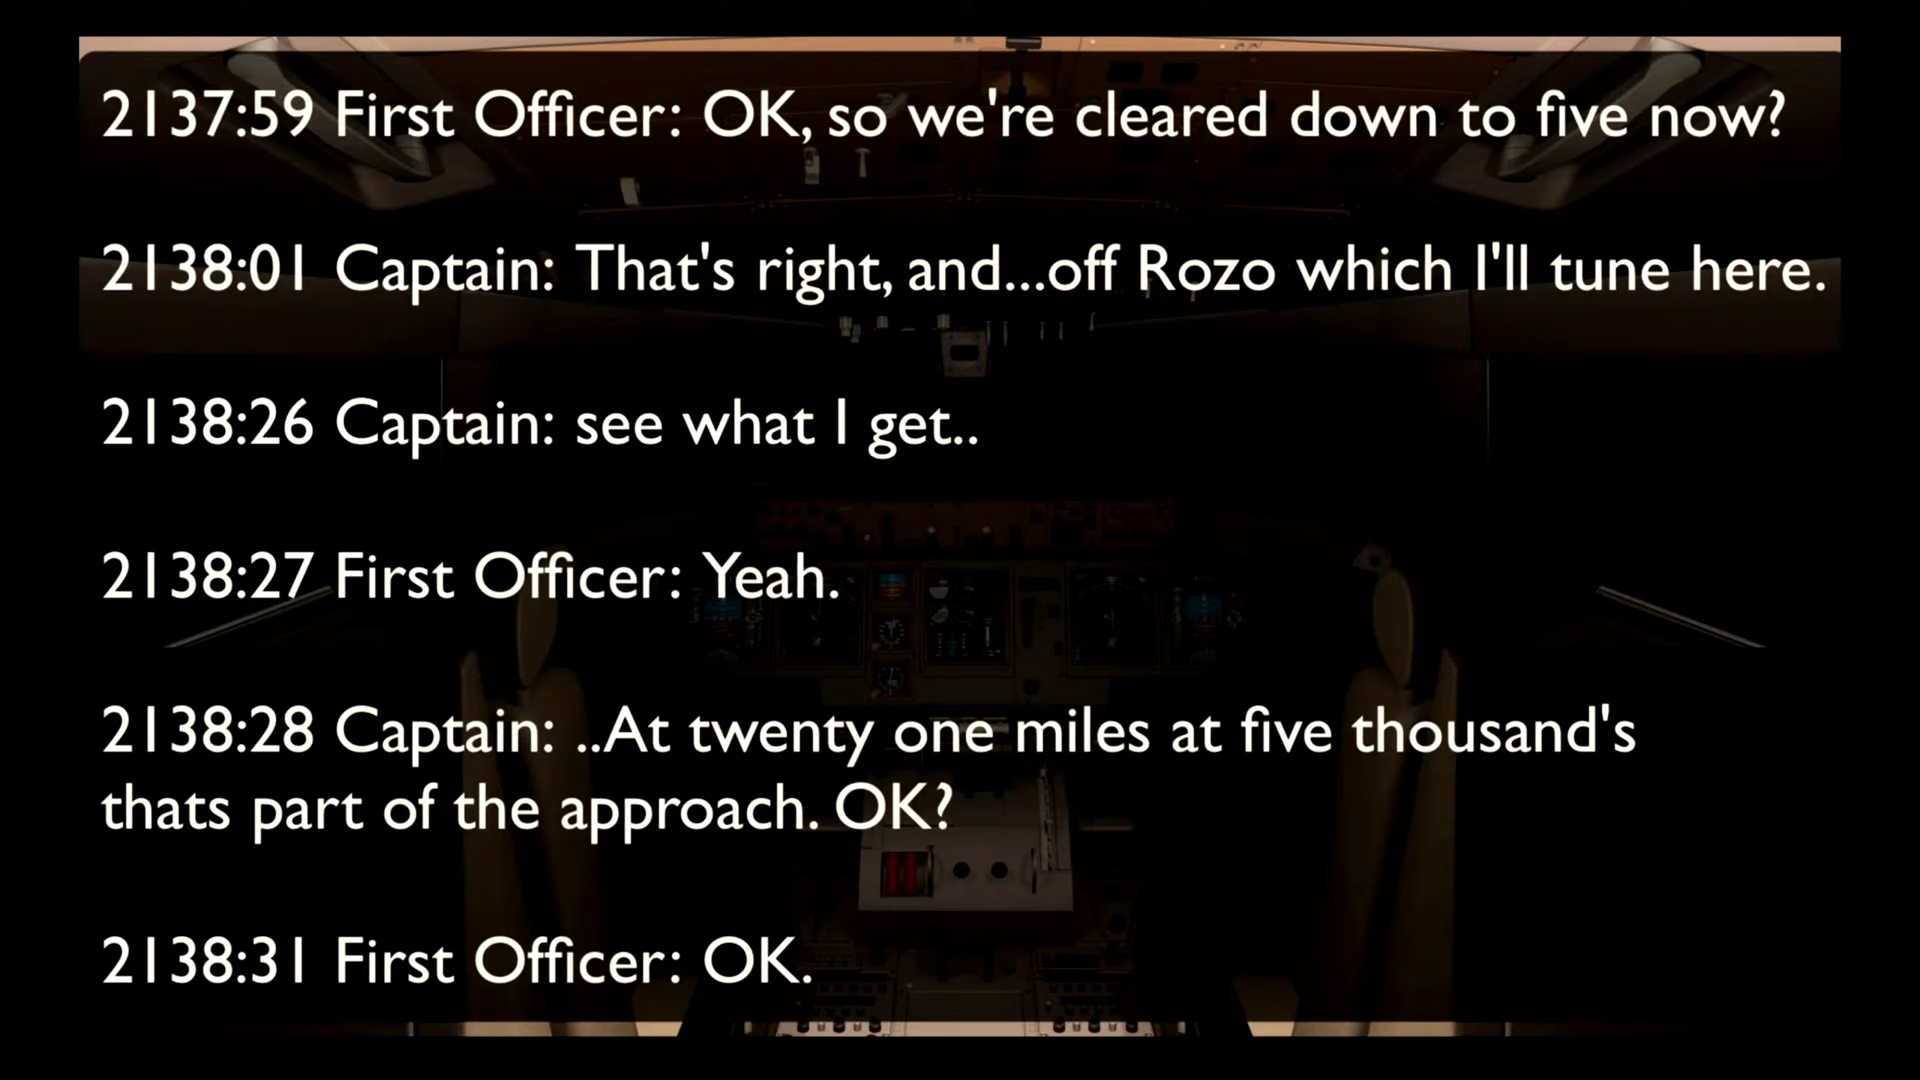 2137:59 First Officer: OK, so we're cleared down to five now?
2138:01 Captain: That's right, and...off Rozo which I'll tune here.
2138:26 Captain: see what I get..
2138:27 First Officer: Yeah.
2138:28 Captain: ..At twenty one miles at five thousand's
thats part of the approach. OK?
2138:31 First Officer: OK.